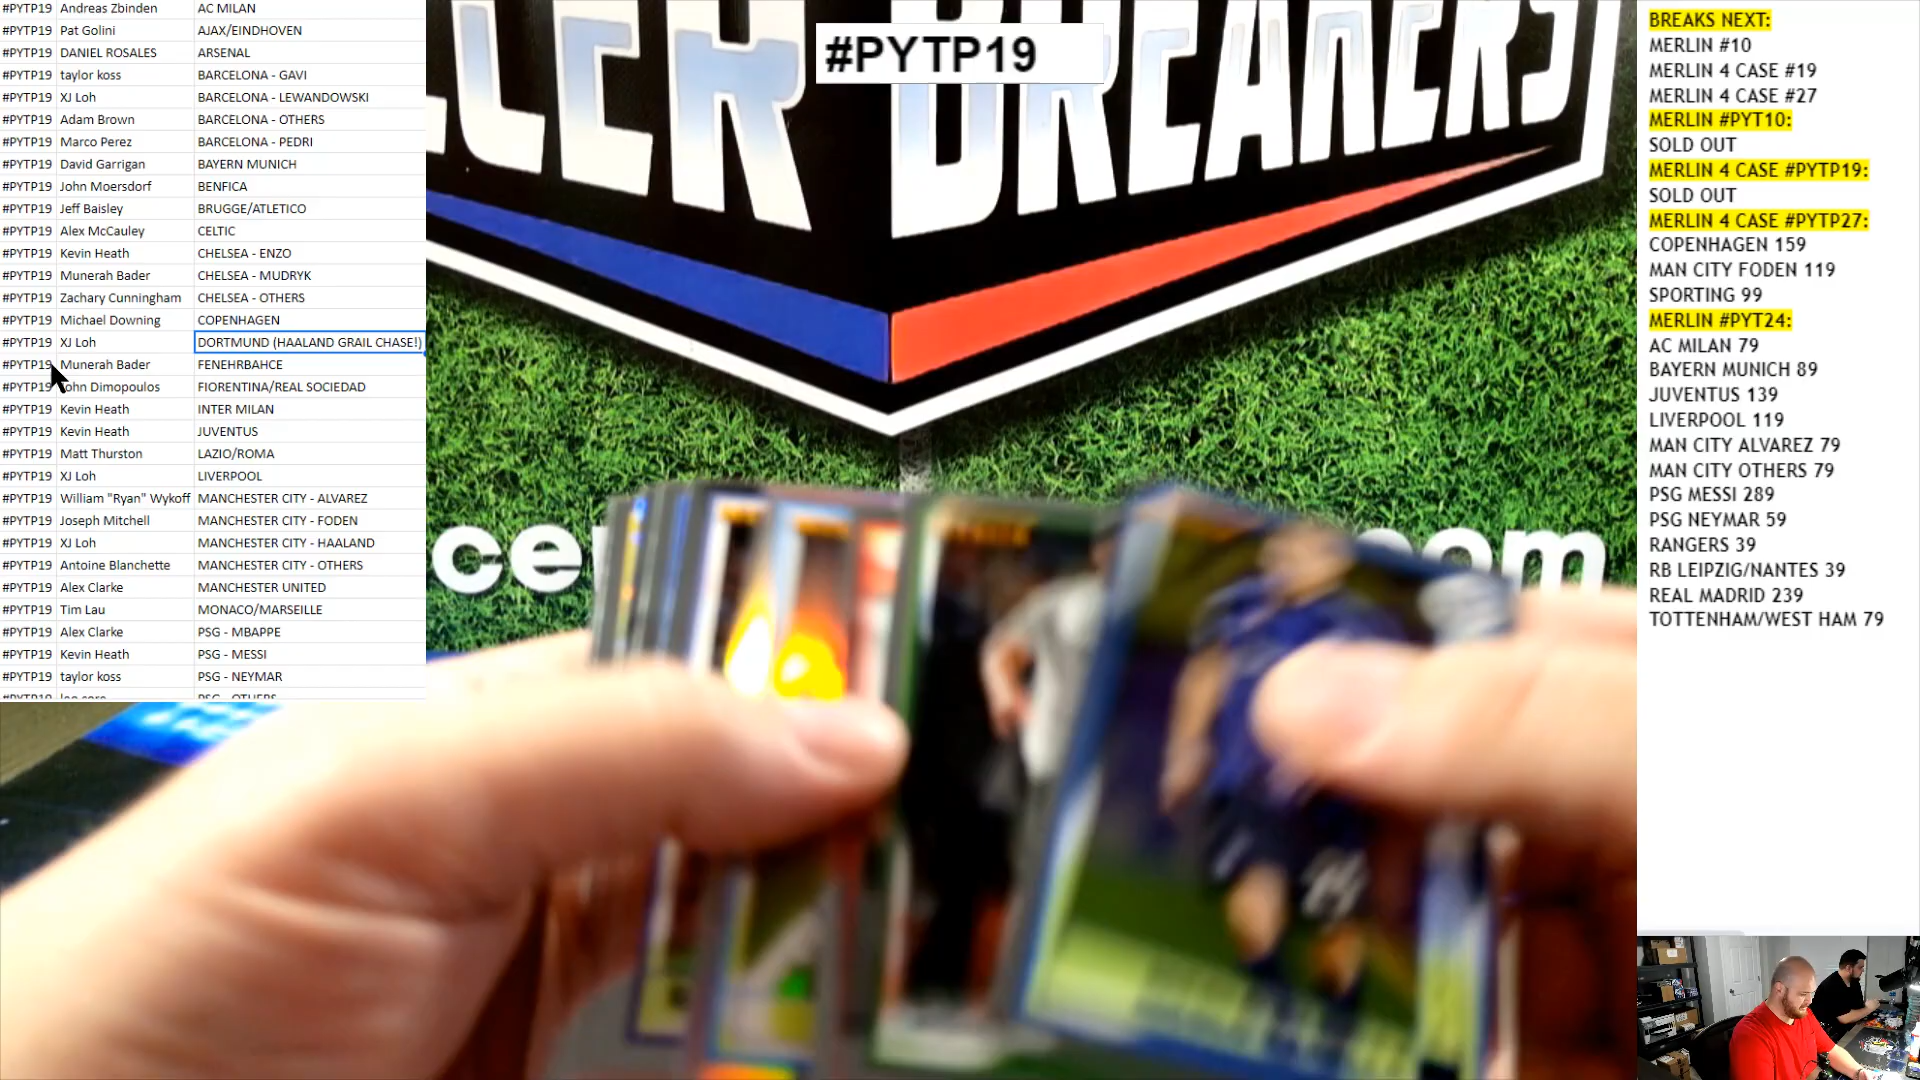 #PYTP19 Andreas Zbinden AC MILAN
#PYTP19 Pat Golini AJAX/EINDHOVEN
#PYTP19 DANIEL ROSALES ARSENAL
#PYTP19 taylor koss BARCELONA - GAVI
#PYTP19 XJ Loh BARCELONA - LEWANDOWSKI
#PYTP19 Adam Brown BARCELONA - OTHERS
#PYTP19 Marco Perez BARCELONA - PEDRI
#PYTP19 David Garrigan BAYERN MUNICH
#PYTP19 John Moersdorf BENFICA
#PYTP19 Jeff Baisley BRUGGE/ATLETICO
#PYTP19 Alex McCauley CELTIC
#PYTP19 Kevin Heath CHELSEA - ENZO
#PYTP19 Munerah Bader CHELSEA - MUDRYK
#PYTP19 Zachary Cunningham CHELSEA - OTHERS
#PYTP19 Michael Downing COPENHAGEN
#PYTP19 XJ Loh DORTMUND (HAALAND GRAIL CHASE!)
#PYTP19 Munerah Bader FENEHRBAHCE
#PYTP19 John Dimopoulos FIORENTINA/REAL SOCIEDAD
#PYTP19 Kevin Heath INTER MILAN
#PYTP19 Kevin Heath JUVENTUS
#PYTP19 Matt Thurston LAZIO/ROMA
#PYTP19 XJ Loh LIVERPOOL
#PYTP19 William "Ryan" Wykoff MANCHESTER CITY - ALVAREZ
#PYTP19 Joseph Mitchell MANCHESTER CITY - FODEN
#PYTP19 XJ Loh MANCHESTER CITY - HAALAND
#PYTP19 Antoine Blanchette MANCHESTER CITY - OTHERS
#PYTP19 Alex Clarke MANCHESTER UNITED
#PYTP19 Tim Lau MONACO/MARSEILLE
#PYTP19 Alex Clarke PSG - MBAPPE
#PYTP19 Kevin Heath PSG - MESSI
#PYTP19 taylor koss PSG - NEYMAR
#PYTP19
CER BREAKERS
ce
om
BREAKS NEXT:
MERLIN #10
MERLIN 4 CASE #19
MERLIN 4 CASE #27
MERLIN #PYT10:
SOLD OUT
MERLIN 4 CASE #PYTP19:
SOLD OUT
MERLIN 4 CASE #PYTP27:
COPENHAGEN 159
MAN CITY FODEN 119
SPORTING 99
MERLIN #PYT24:
AC MILAN 79
BAYERN MUNICH 89
JUVENTUS 139
LIVERPOOL 119
MAN CITY ALVAREZ 79
MAN CITY OTHERS 79
PSG MESSI 289
PSG NEYMAR 59
RANGERS 39
RB LEIPZIG/NANTES 39
REAL MADRID 239
TOTTENHAM/WEST HAM 79